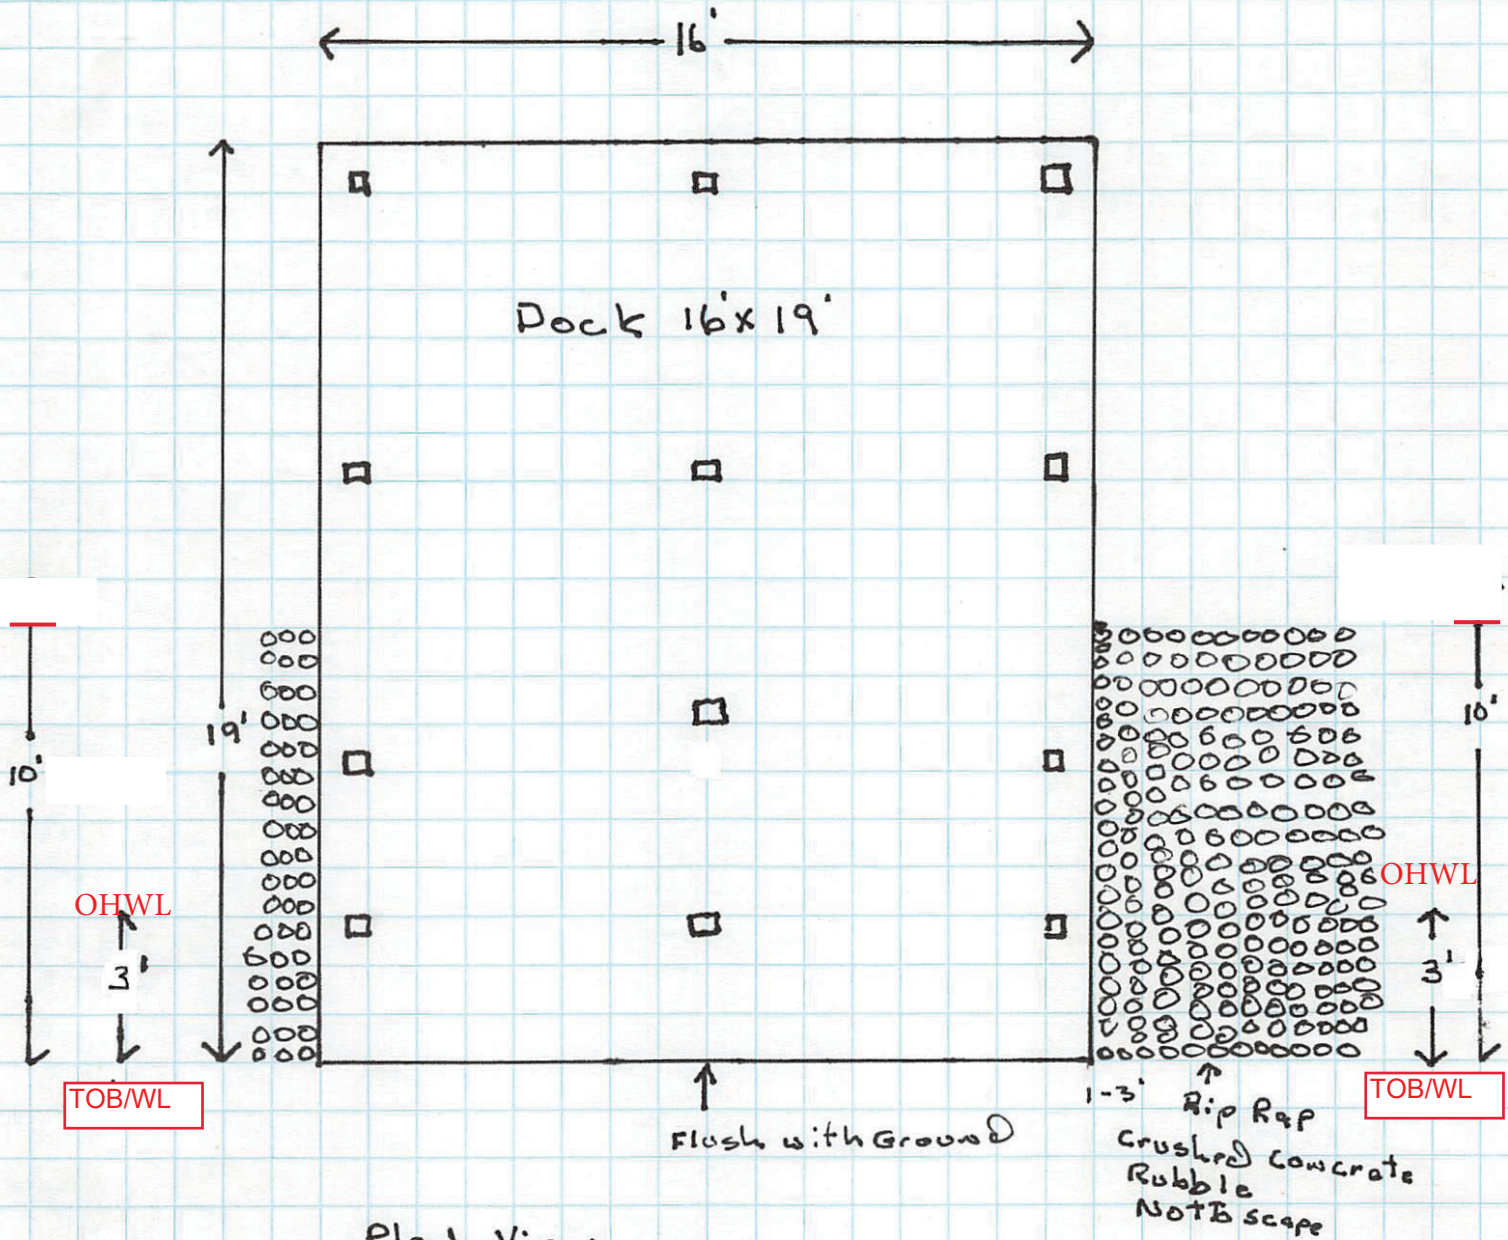 16'
Dock 16'x19'
10'
19'
10'
OHWL
OHWL
3'
3'
TOB/WL
TOB/WL
1-3'
Rip Rap
Flush with Ground
Crushed Concrete
Rubble
Not To scape